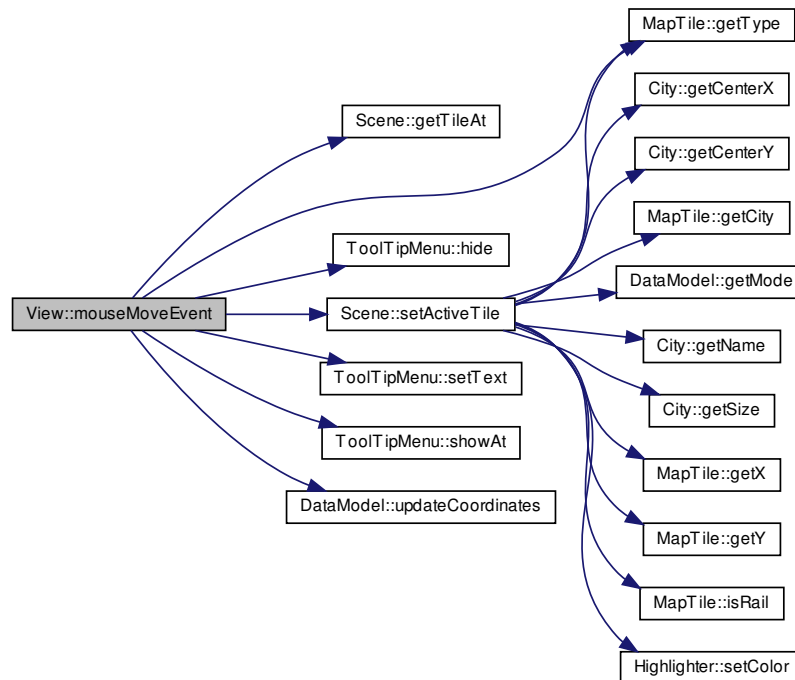 View::mouseMoveEvent
Scene::getTileAt
ToolTipMenu::hide
Scene::setActiveTile
ToolTipMenu::setText
ToolTipMenu::showAt
DataModel::updateCoordinates
MapTile::getType
City::getCenterX
City::getCenterY
MapTile::getCity
DataModel::getMode
City::getName
City::getSize
MapTile::getX
MapTile::getY
MapTile::isRail
Highlighter::setColor